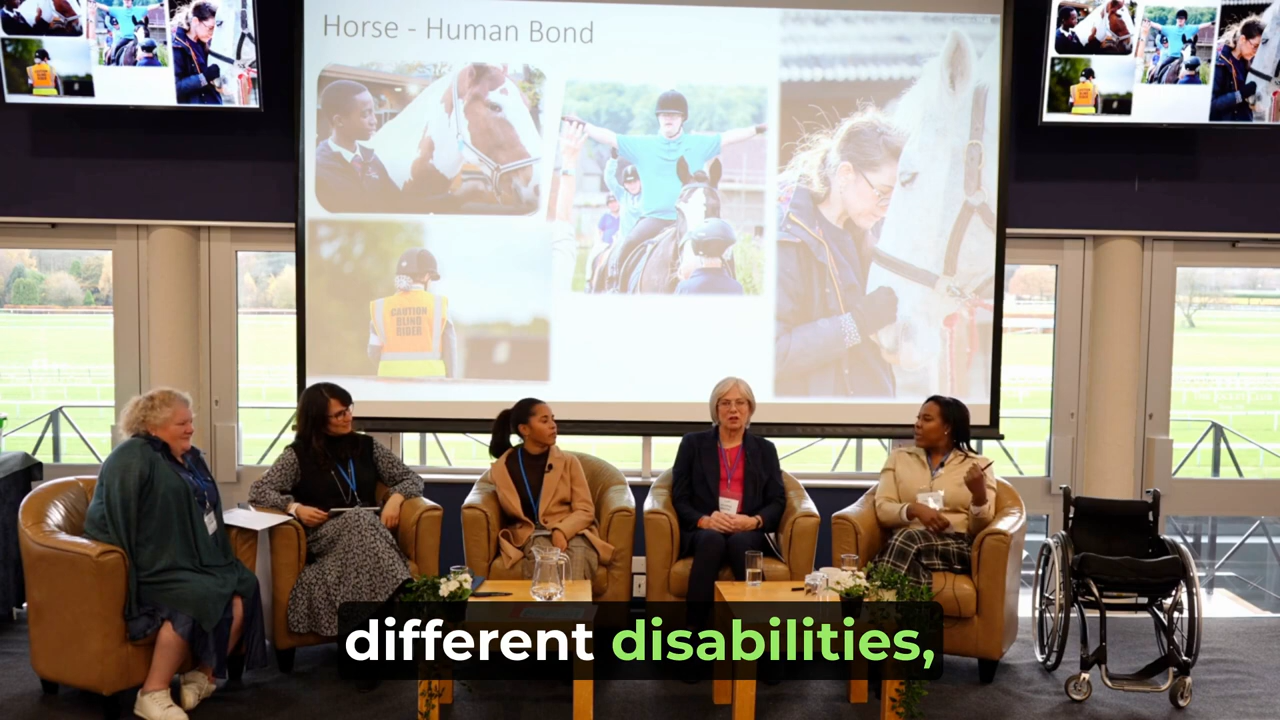 Horse - Human Bond
CAUTION
BLIND
RIDER
different disabilities,